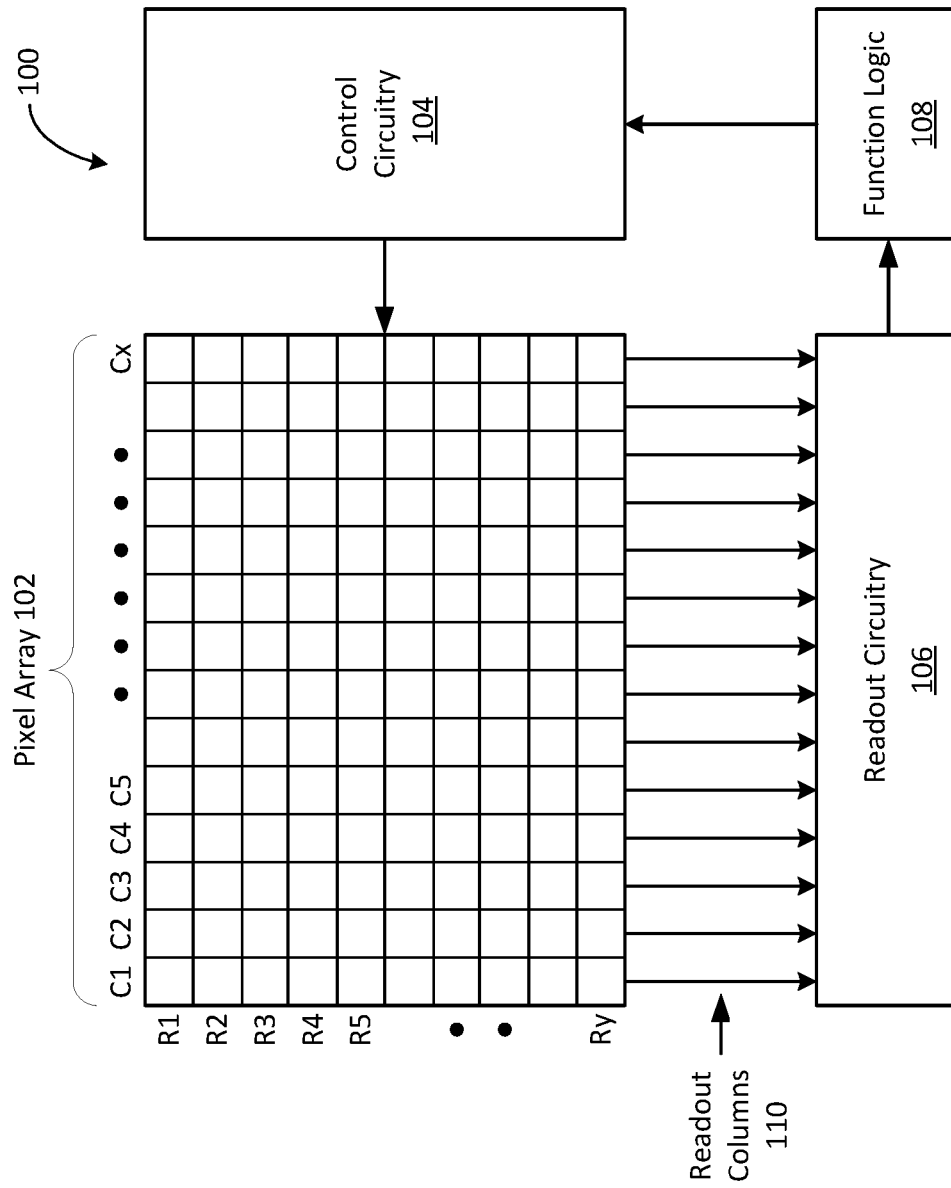 100
Pixel Array 102
C1 C2 C3 C4 C5 Cx
R1
R2
R3
R4
R5
Ry
Control
Circuitry
104
Readout
Columns
110
Readout Circuitry
106
Function Logic
108